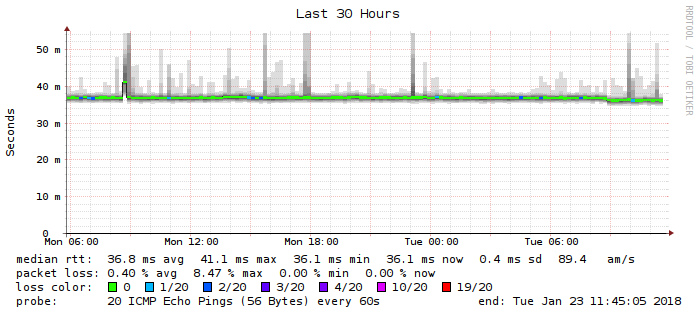 Last 30 Hours
RRDTOOL / TOBI OETIKER
Seconds
50 m
40 m
30 m
20 m
10 m
0
Mon 06:00 Mon 12:00 Mon 18:00 Tue 00:00 Tue 06:00
median rtt: 36.8 ms avg 41.1 ms max 36.1 ms min 36.1 ms now 0.4 ms sd 89.4 am/s
packet loss: 0.40 % avg 8.47 % max 0.00 % min 0.00 % now
loss color: 0 1/20 2/20 3/20 4/20 10/20 19/20
probe: 20 ICMP Echo Pings (56 Bytes) every 60s end: Tue Jan 23 11:45:05 2018